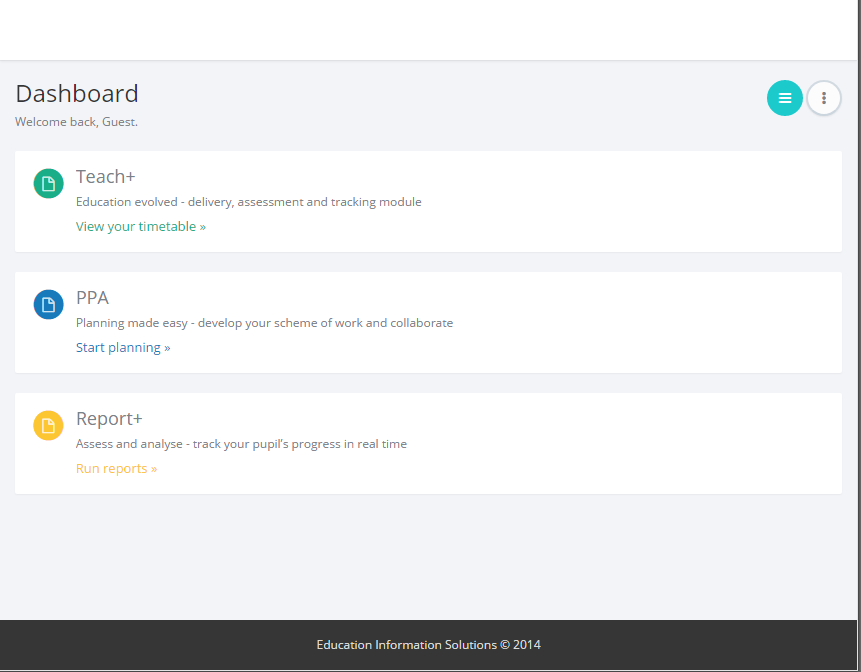 Dashboard
Welcome back, Guest.
Teach+
Education evolved - delivery, assessment and tracking module
View your timetable »
PPA
Planning made easy - develop your scheme of work and collaborate
Start planning »
Report+
Assess and analyse - track your pupil's progress in real time
Run reports »
Education Information Solutions © 2014